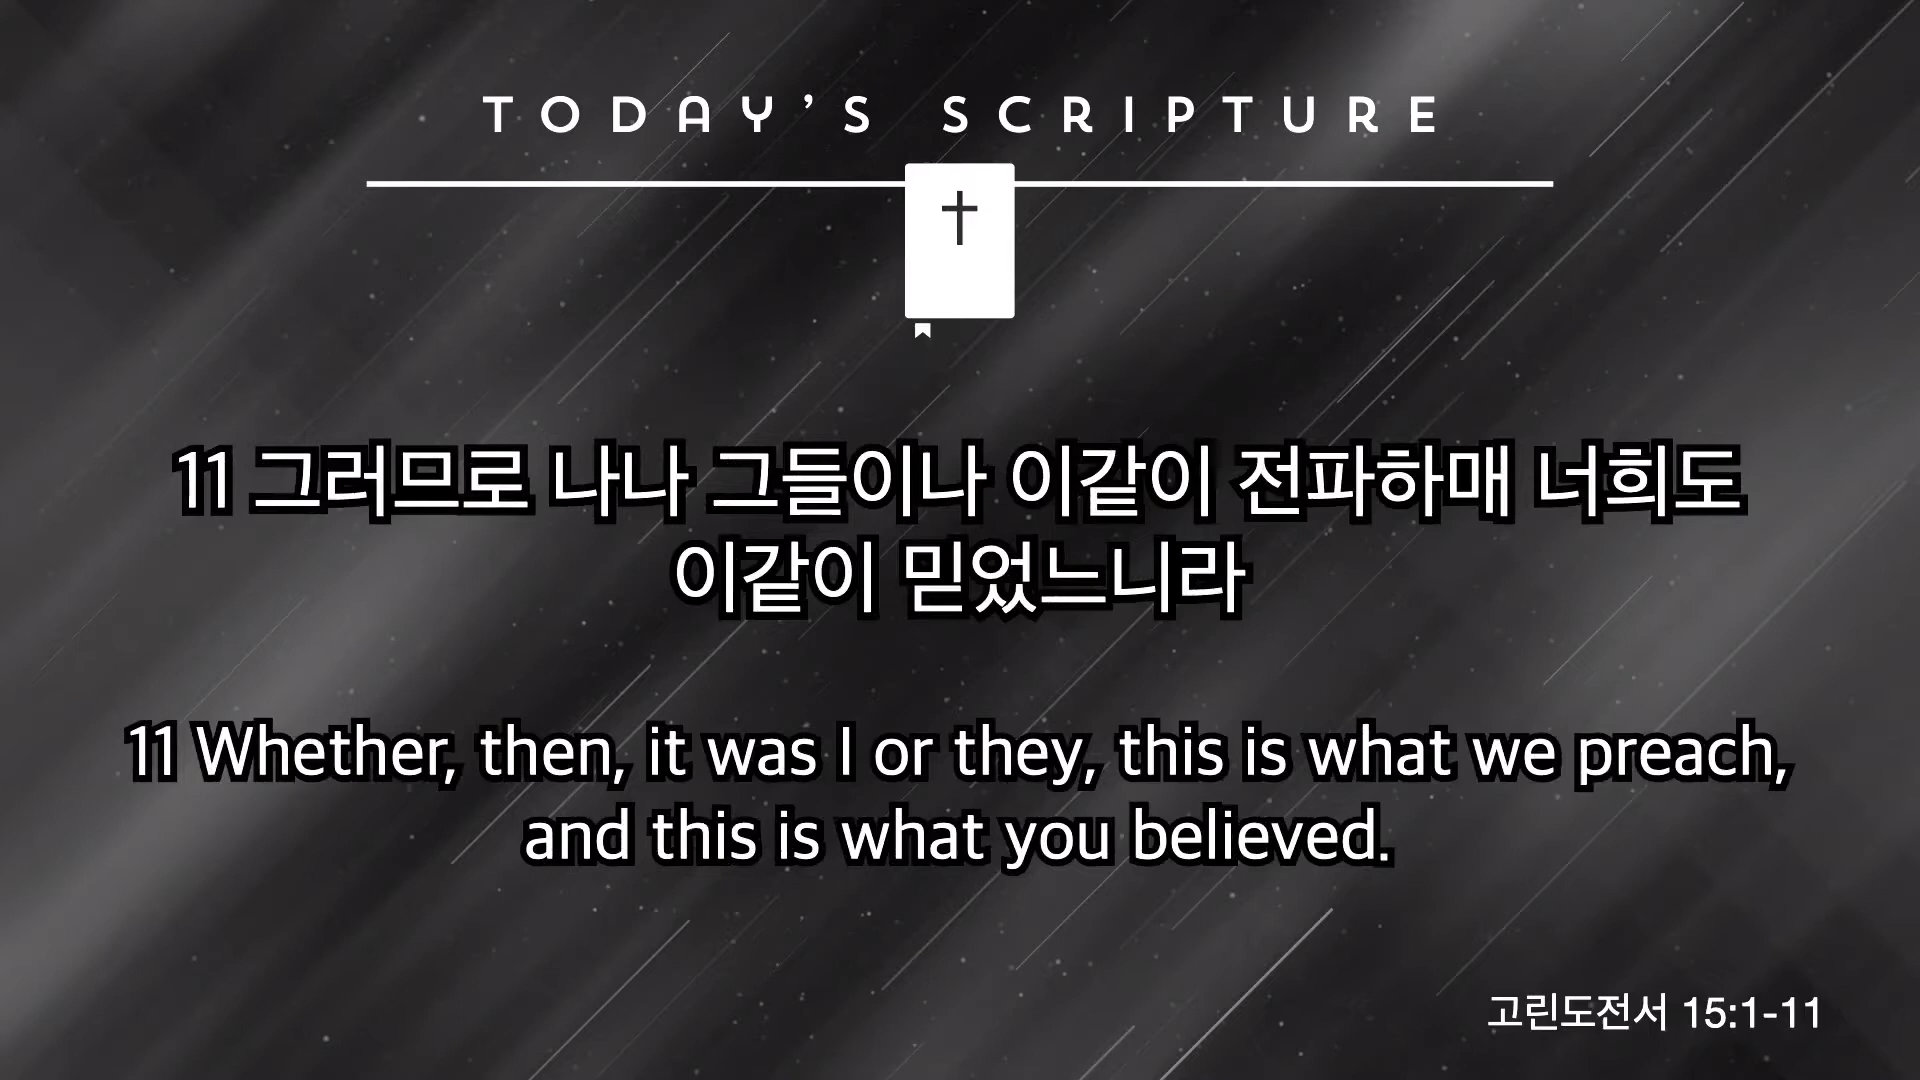 TODAY'S SCRIPTURE
11 그러므로 나나 그들이나 이같이 전파하매 너희도
이같이 믿었느니라
11 Whether, then, it was I or they, this is what we preach,
and this is what you believed.
고린도전서 15:1-11